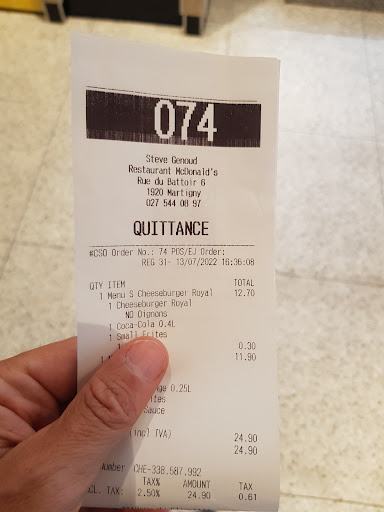 074
Steve Genoud
Restaurant McDonald's
Rue du Battoir 6
1920 Martigny
027 544 08 97
QUITTANCE
#CSO Order No.: 74 POS/EJ Order:
REG 31- 13/07/2022 16:36:08
QTY ITEM TOTAL
1 Menu S Cheeseburger Royal 12.70
1 Cheeseburger Royal
NO Oignons
1 Coca-Cola 0.4L
1 Small Frites
1 0.30
11.90
0.25L
(incl TVA) 24.90
24.90
CHE-338.587.992
TAX% AMOUNT TAX
CL. TAX: 2.50% 24.90 0.61